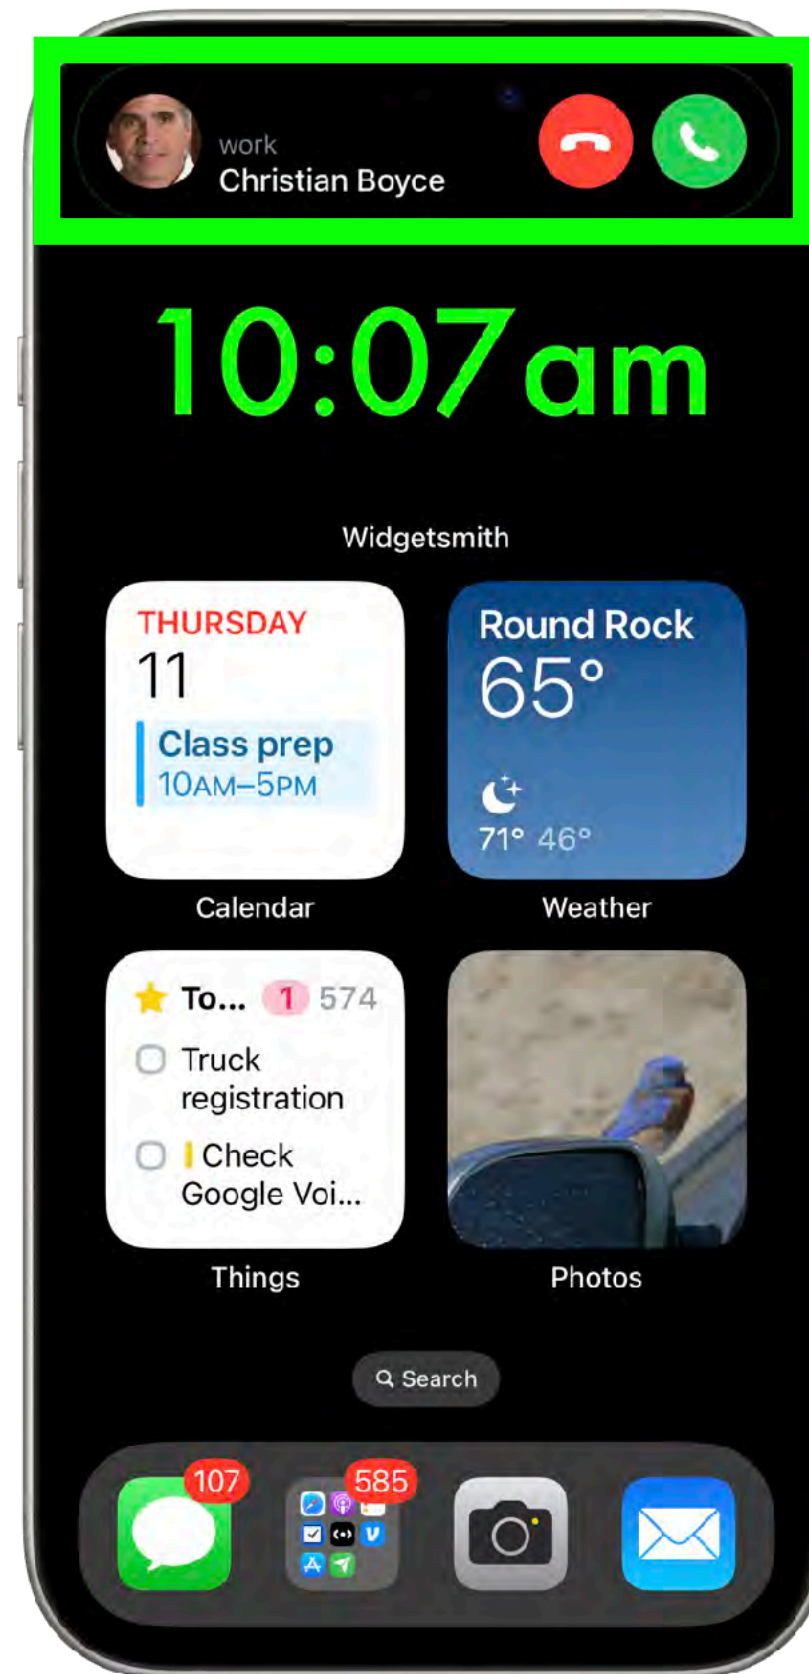 work
Christian Boyce
10:07am
Widgetsmith
THURSDAY
11
Class prep
10AM–5PM
Calendar
Round Rock
65°
71° 46°
Weather
To... 1 574
Truck
registration
Check
Google Voi...
Things
Photos
Search
107
585